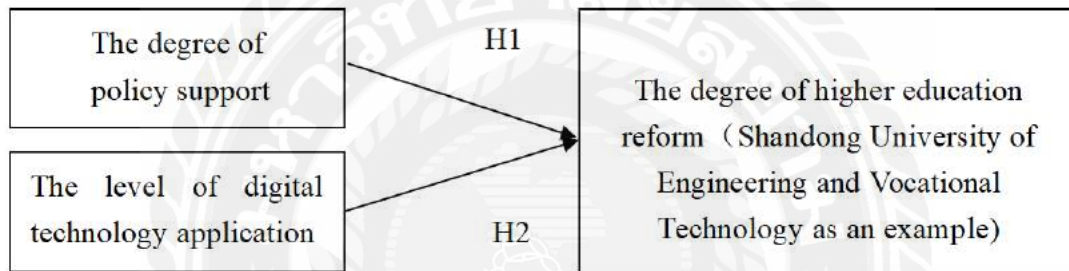 The degree of
policy support
H1
The level of digital
technology application
H2
The degree of higher education
reform（Shandong University of
Engineering and Vocational
Technology as an example)